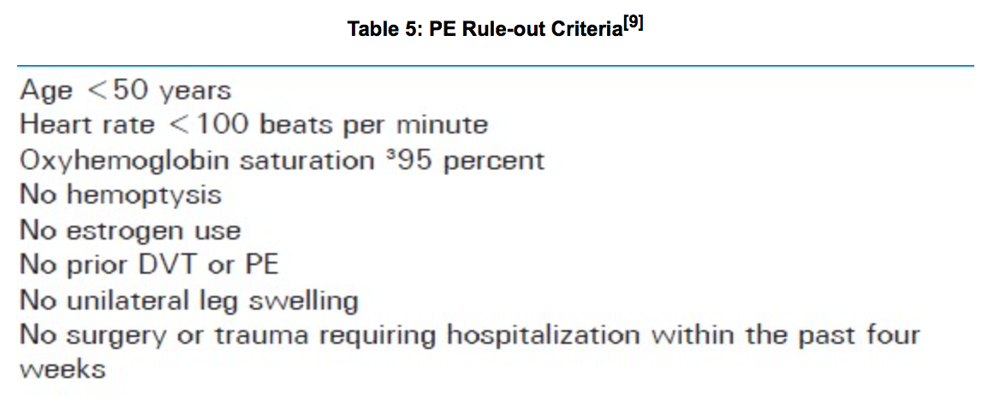 Table 5: PE Rule-out Criteria[9]
Age <50 years
Heart rate <100 beats per minute
Oxyhemoglobin saturation ³95 percent
No hemoptysis
No estrogen use
No prior DVT or PE
No unilateral leg swelling
No surgery or trauma requiring hospitalization within the past four
weeks